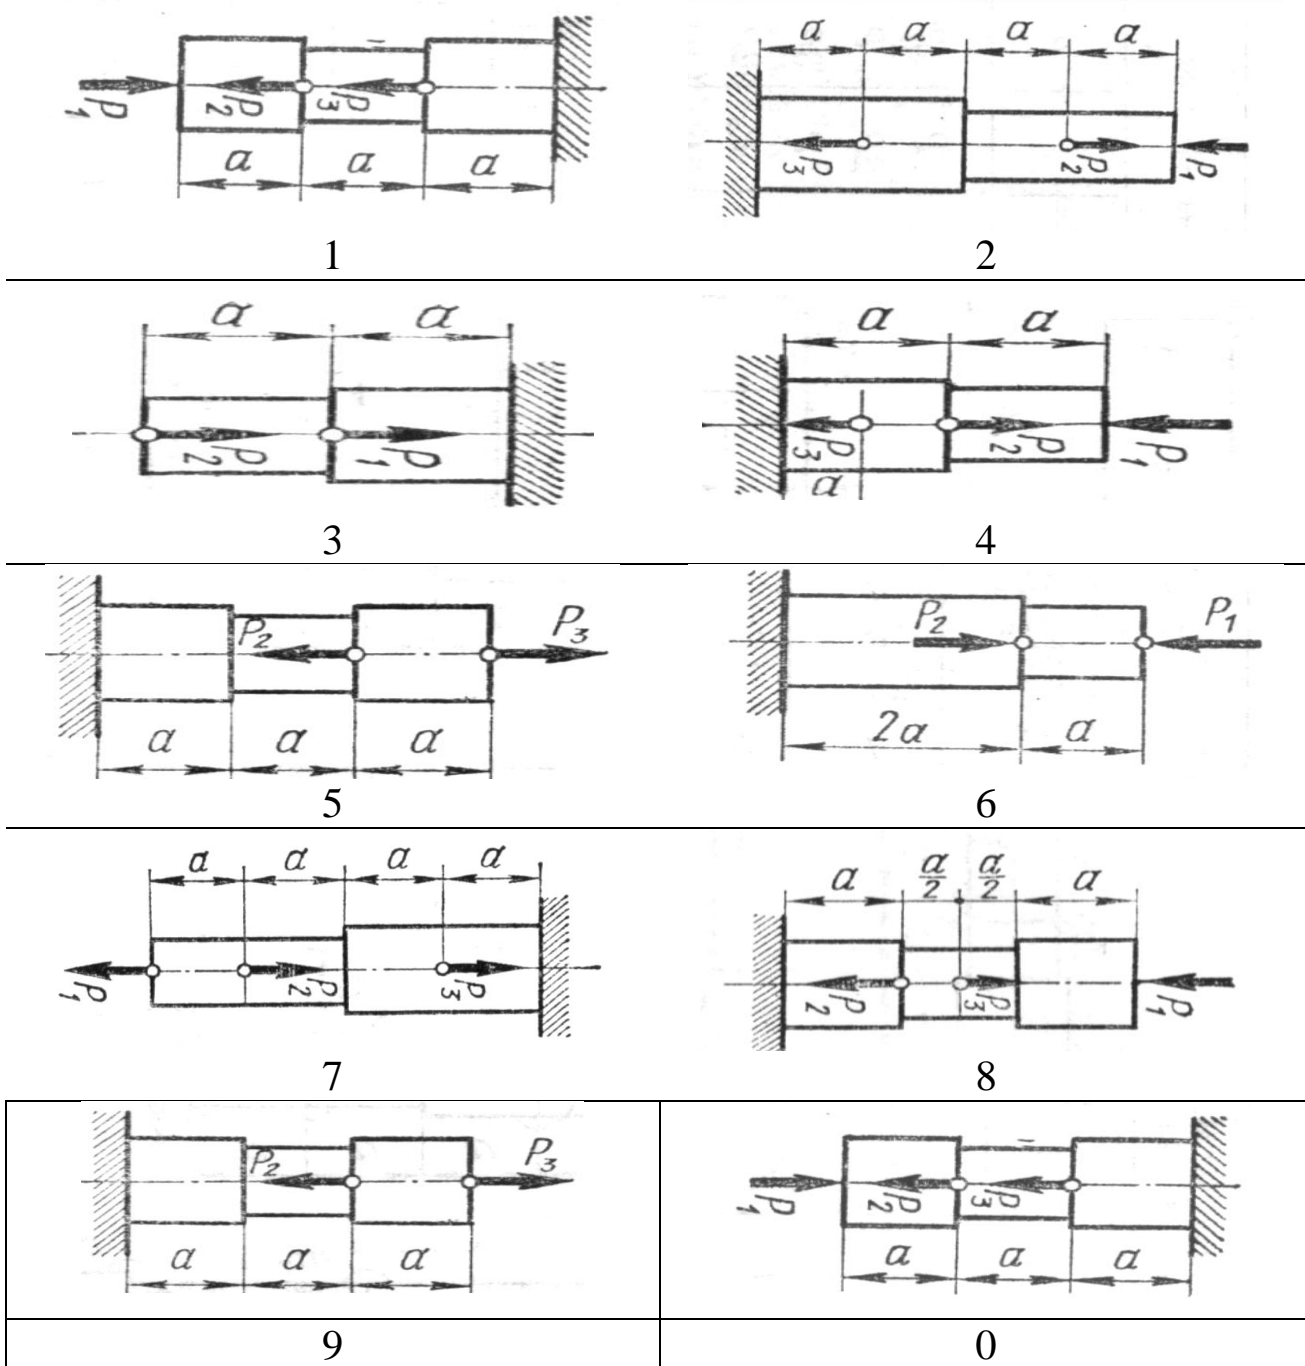 P₁ P₂ P₃
a a a
1
a a a a
P₃ P₂ P₁
2
a a
P₂ P₁
3
a a
P₃ P₂ P₁
a
4
P₂ P₃
a a a
5
P₂ P₁
2a a
6
a a a a
P₁ P₂ P₃
7
a a/2 a/2 a
P₂ P₃ P₁
8
P₂ P₃
a a a
9
P₁ P₂ P₃
a a a
0